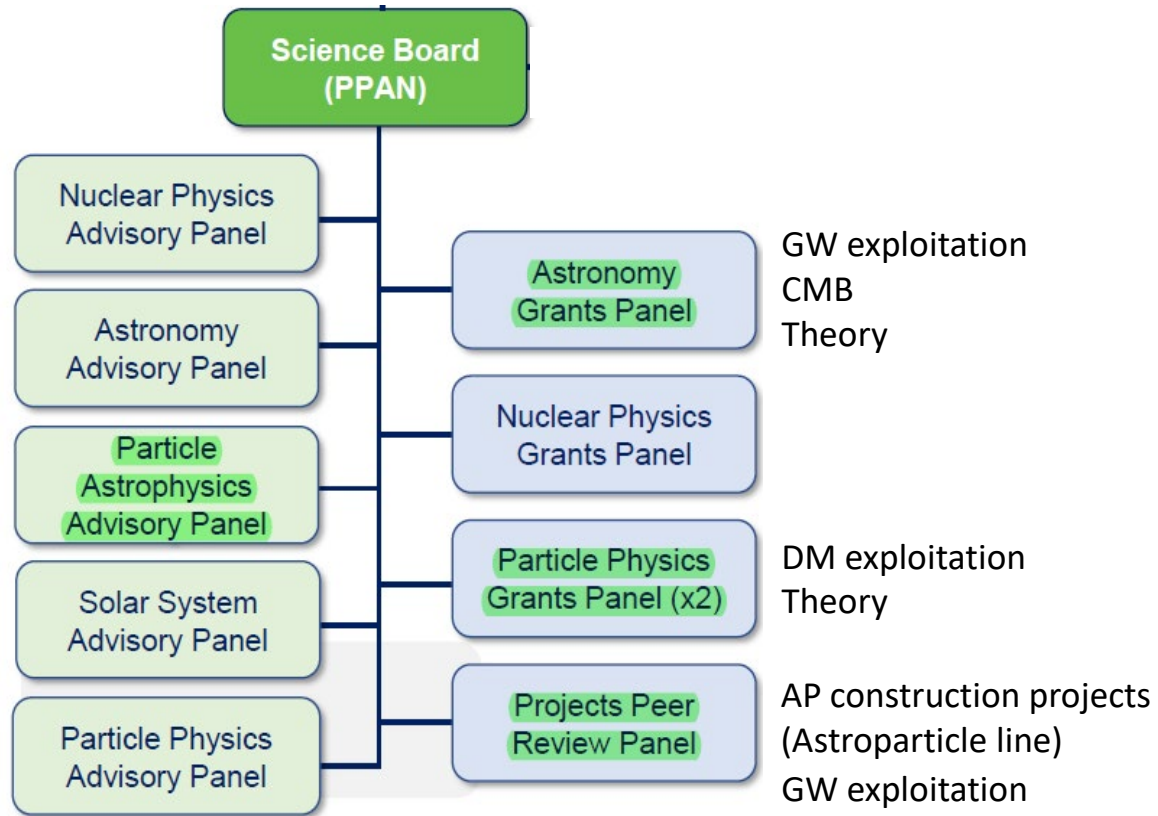 Science Board
(PPAN)
Nuclear Physics
Advisory Panel
Astronomy
Advisory Panel
Particle
Astrophysics
Advisory Panel
Solar System
Advisory Panel
Particle Physics
Advisory Panel
Astronomy
Grants Panel
GW exploitation
CMB
Theory
Nuclear Physics
Grants Panel
Particle Physics
Grants Panel (x2)
DM exploitation
Theory
Projects Peer
Review Panel
AP construction projects
(Astroparticle line)
GW exploitation